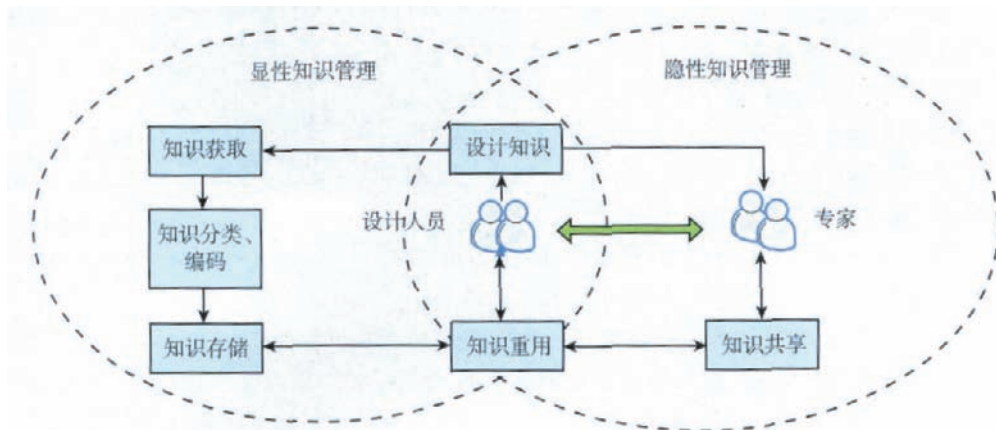 显性知识管理
隐性知识管理
知识获取
设计知识
设计人员
专家
知识分类、
编码
知识存储
知识重用
知识共享